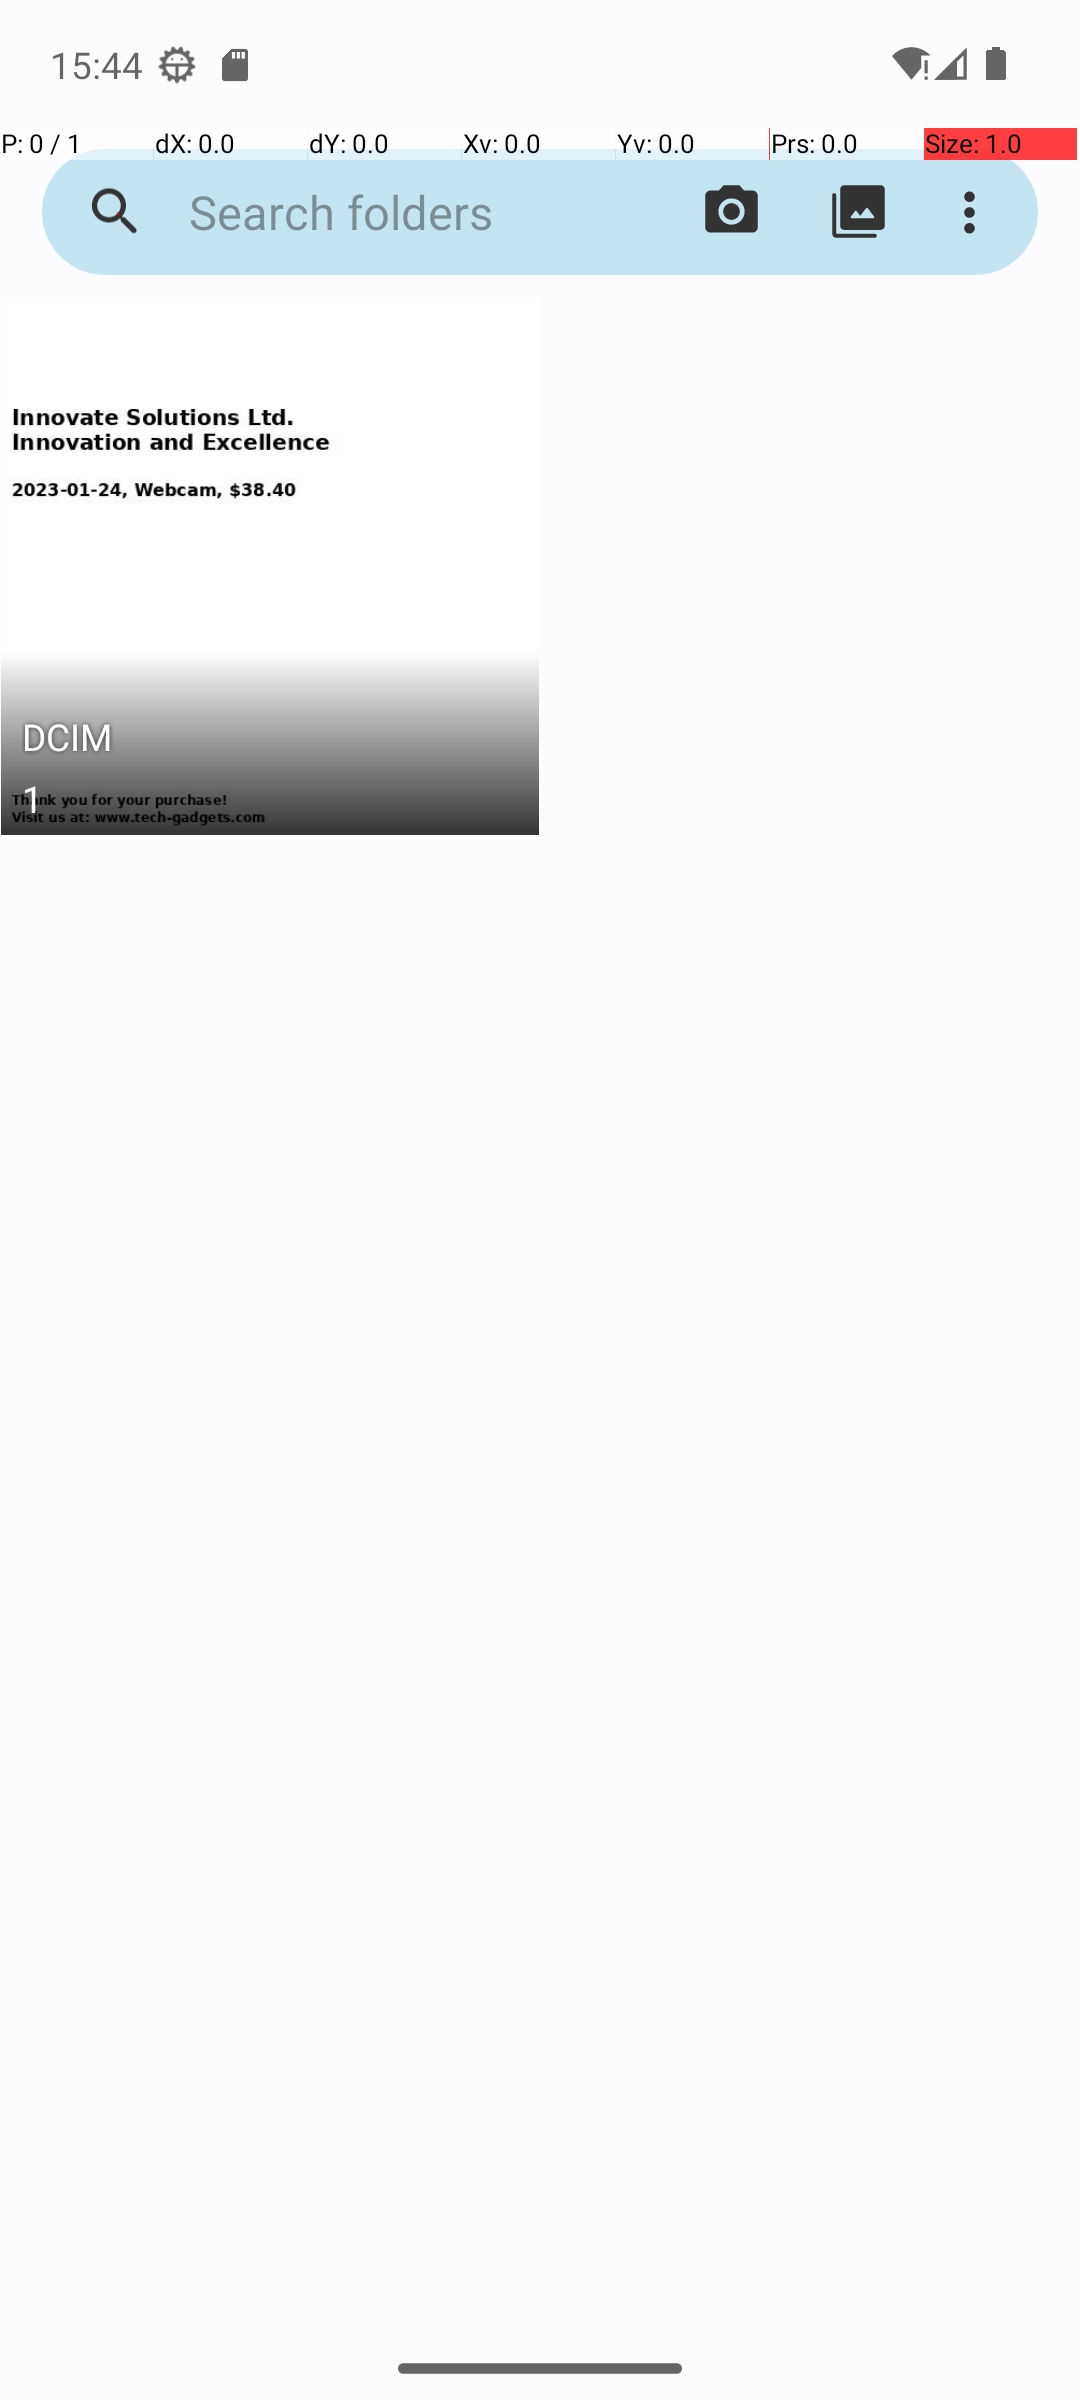 15:44
P: 0 / 1 dX: 0.0 dY: 0.0 Xv: 0.0 Yv: 0.0 Prs: 0.0 Size: 1.0
Search folders
Innovate Solutions Ltd.
Innovation and Excellence
2023-01-24, Webcam, $38.40
DCIM
1
Thank you for your purchase!
Visit us at: www.tech-gadgets.com